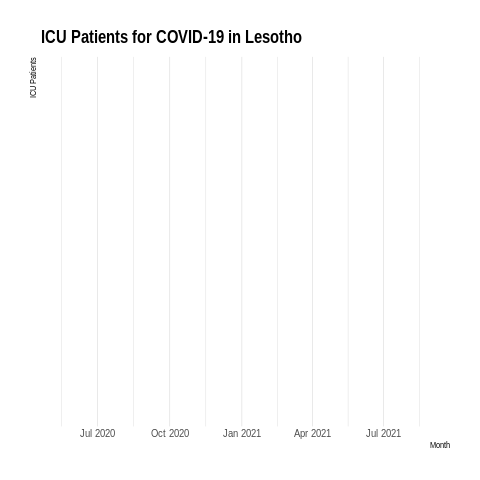 ICU Patients for COVID-19 in Lesotho
ICU Patients
Jul 2020 Oct 2020 Jan 2021 Apr 2021 Jul 2021
Month